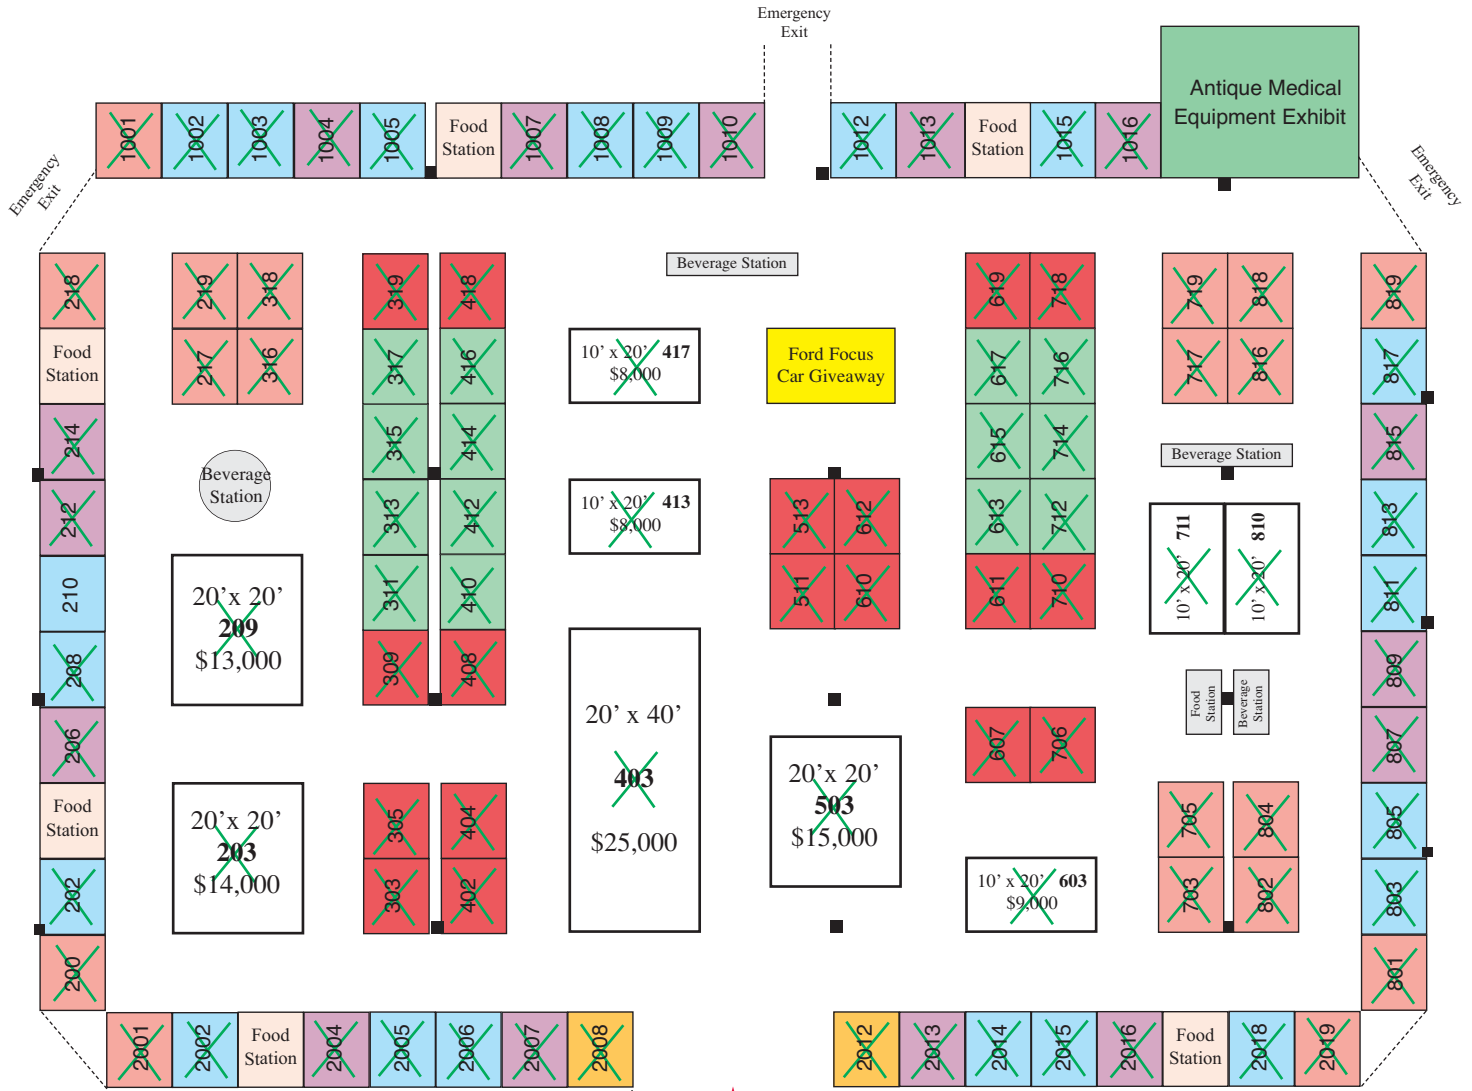 Emergency
Exit
Antique Medical
Equipment Exhibit
1001
1002
1003
1004
1005
Food
Station
1007
1008
1009
1010
1012
1013
Food
Station
1015
1016
Emergency
Exit
Emergency
Exit
218
219
318
319
418
Beverage Station
619
718
719
818
819
Food
Station
217
316
317
416
10' x 20' 417
$8,000
Ford Focus
Car Giveaway
617
716
717
816
817
214
315
414
615
714
815
Beverage Station
Beverage
Station
212
313
412
10' x 20' 413
$8,000
513
612
613
712
711
10' x 20'
810
10' x 20'
813
210
20'x 20'
209
$13,000
311
410
511
610
611
710
811
208
309
408
809
206
20' x 40'
403
$25,000
20'x 20'
503
$15,000
607
706
Food
Station
Beverage
Station
807
Food
Station
20'x 20'
203
$14,000
305
404
705
804
805
202
303
402
10' x 20' 603
$9,000
703
802
803
200
801
2001
2002
Food
Station
2004
2005
2006
2007
2008
2012
2013
2014
2015
2016
Food
Station
2018
2019